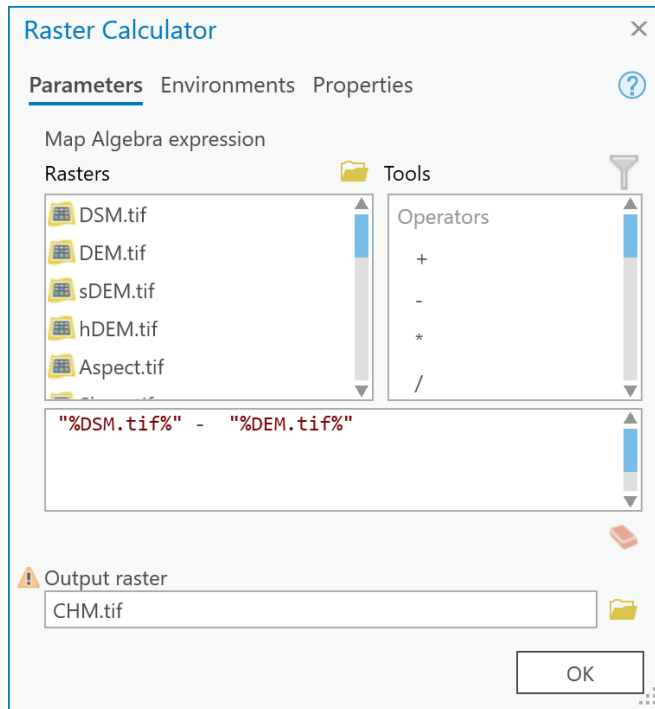 Raster Calculator
Parameters Environments Properties
Map Algebra expression
Rasters Tools
DSM.tif
DEM.tif
sDEM.tif
hDEM.tif
Aspect.tif
Operators
+
-
*
/
"%DSM.tif%" - "%DEM.tif%"
Output raster
CHM.tif
OK